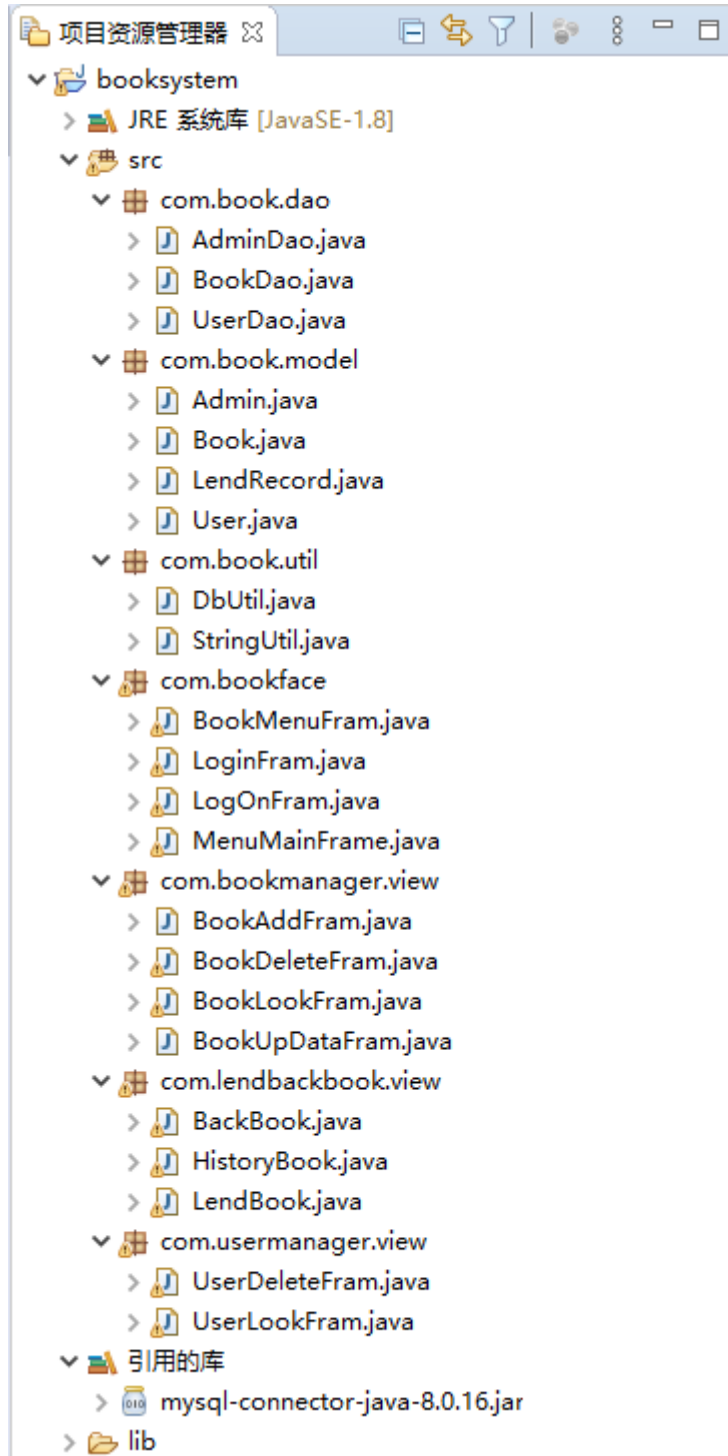 项目资源管理器
booksystem
JRE 系统库 [JavaSE-1.8]
src
com.book.dao
AdminDao.java
BookDao.java
UserDao.java
com.book.model
Admin.java
Book.java
LendRecord.java
User.java
com.book.util
DbUtil.java
StringUtil.java
com.bookface
BookMenuFram.java
LoginFram.java
LogOnFram.java
MenuMainFrame.java
com.bookmanager.view
BookAddFram.java
BookDeleteFram.java
BookLookFram.java
BookUpDataFram.java
com.lendbackbook.view
BackBook.java
HistoryBook.java
LendBook.java
com.usermanager.view
UserDeleteFram.java
UserLookFram.java
引用的库
mysql-connector-java-8.0.16.jar
lib